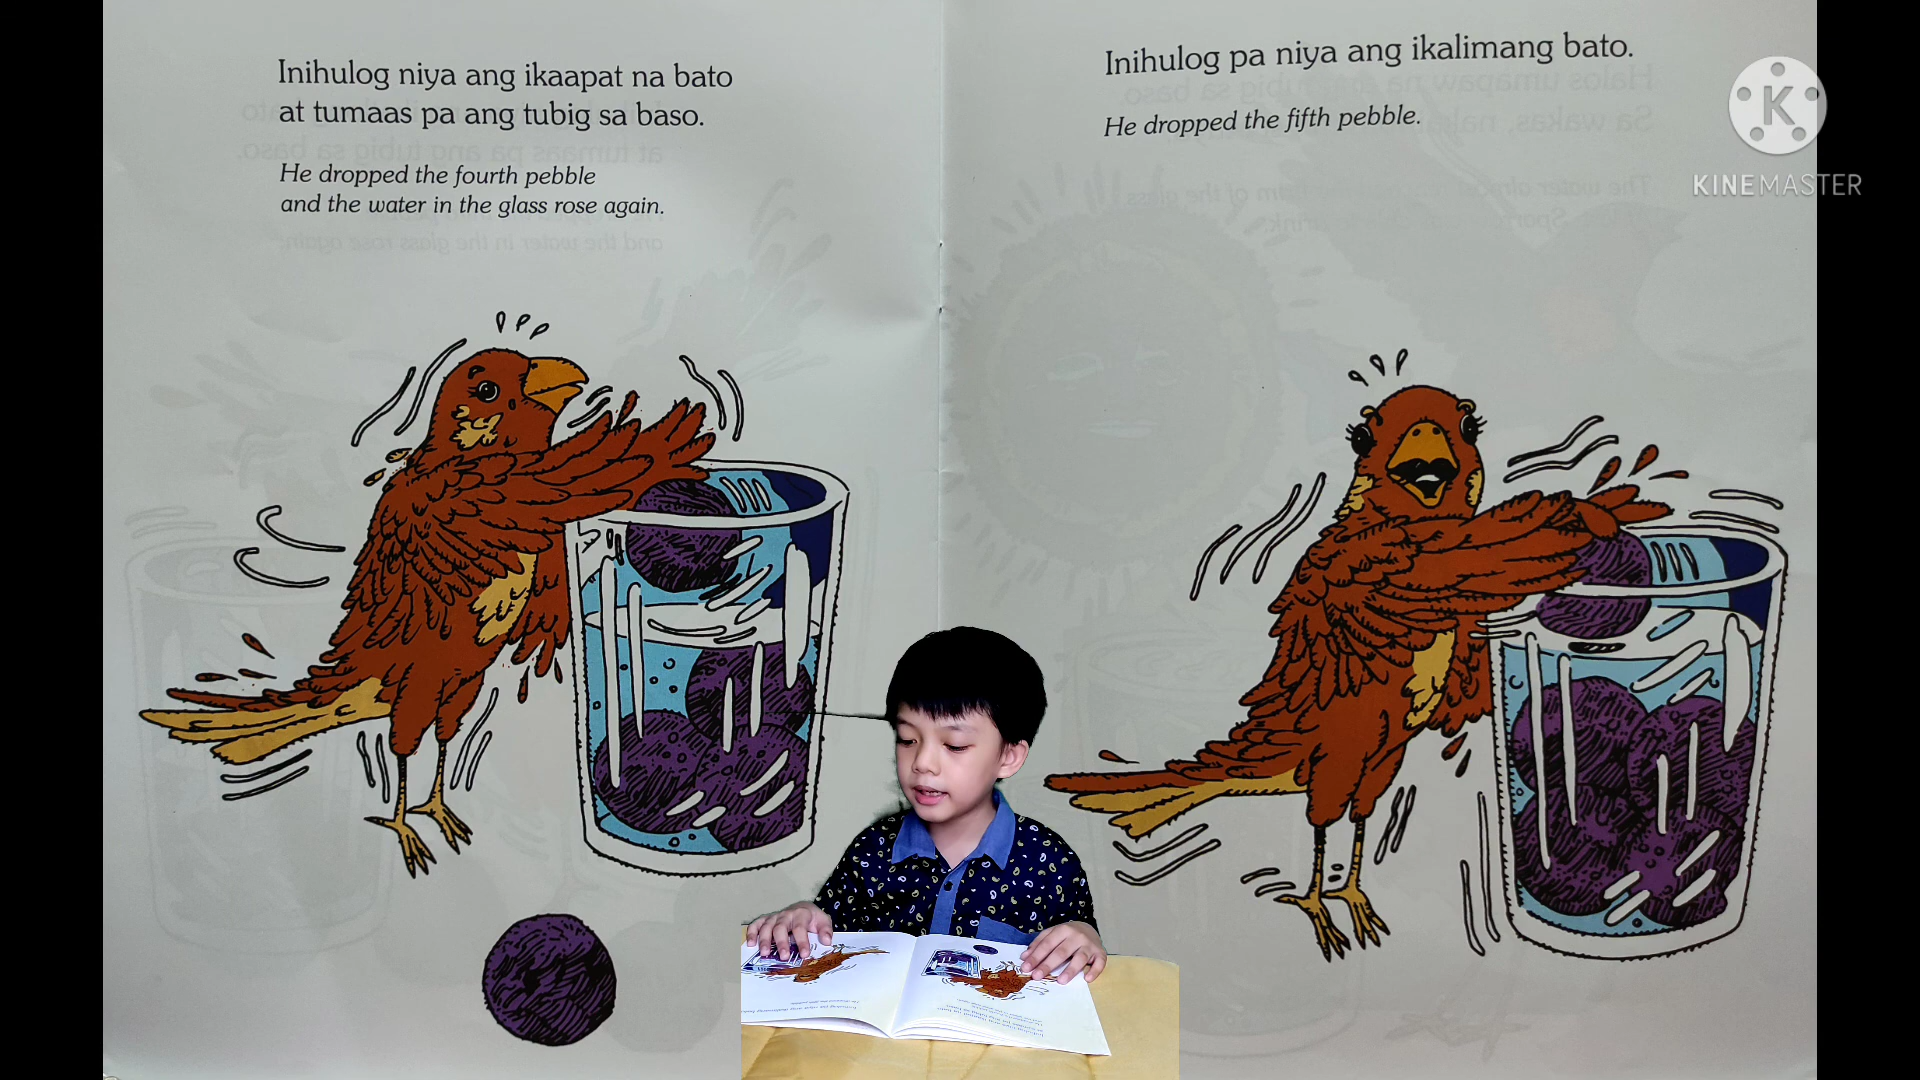 Inihulog niya ang ikaapat na bato
at tumaas pa ang tubig sa baso.
He dropped the fourth pebble
and the water in the glass rose again.
Inihulog pa niya ang ikalimang bato.
He dropped the fifth pebble.
K
KINEMASTER